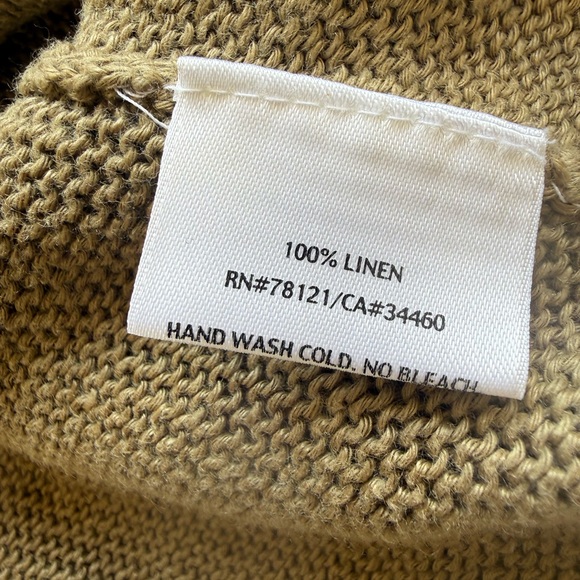 100% LINEN
RN#78121/CA#34460
HAND WASH COLD. NO BLEACH